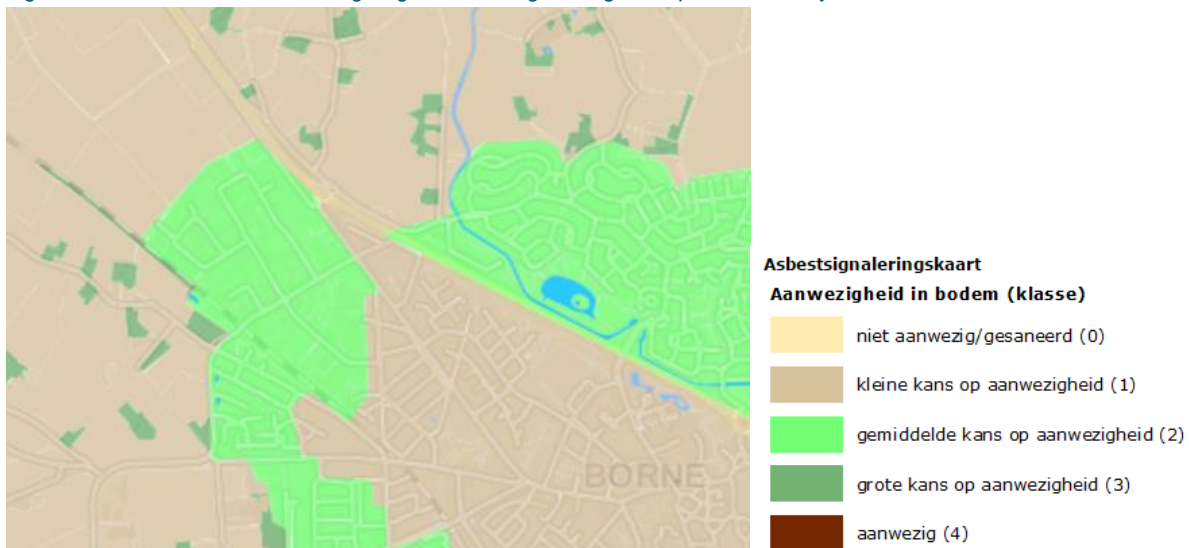 BORNE
Asbestsignaleringskaart
Aanwezigheid in bodem (klasse)
niet aanwezig/gesaneerd (0)
kleine kans op aanwezigheid (1)
gemiddelde kans op aanwezigheid (2)
grote kans op aanwezigheid (3)
aanwezig (4)